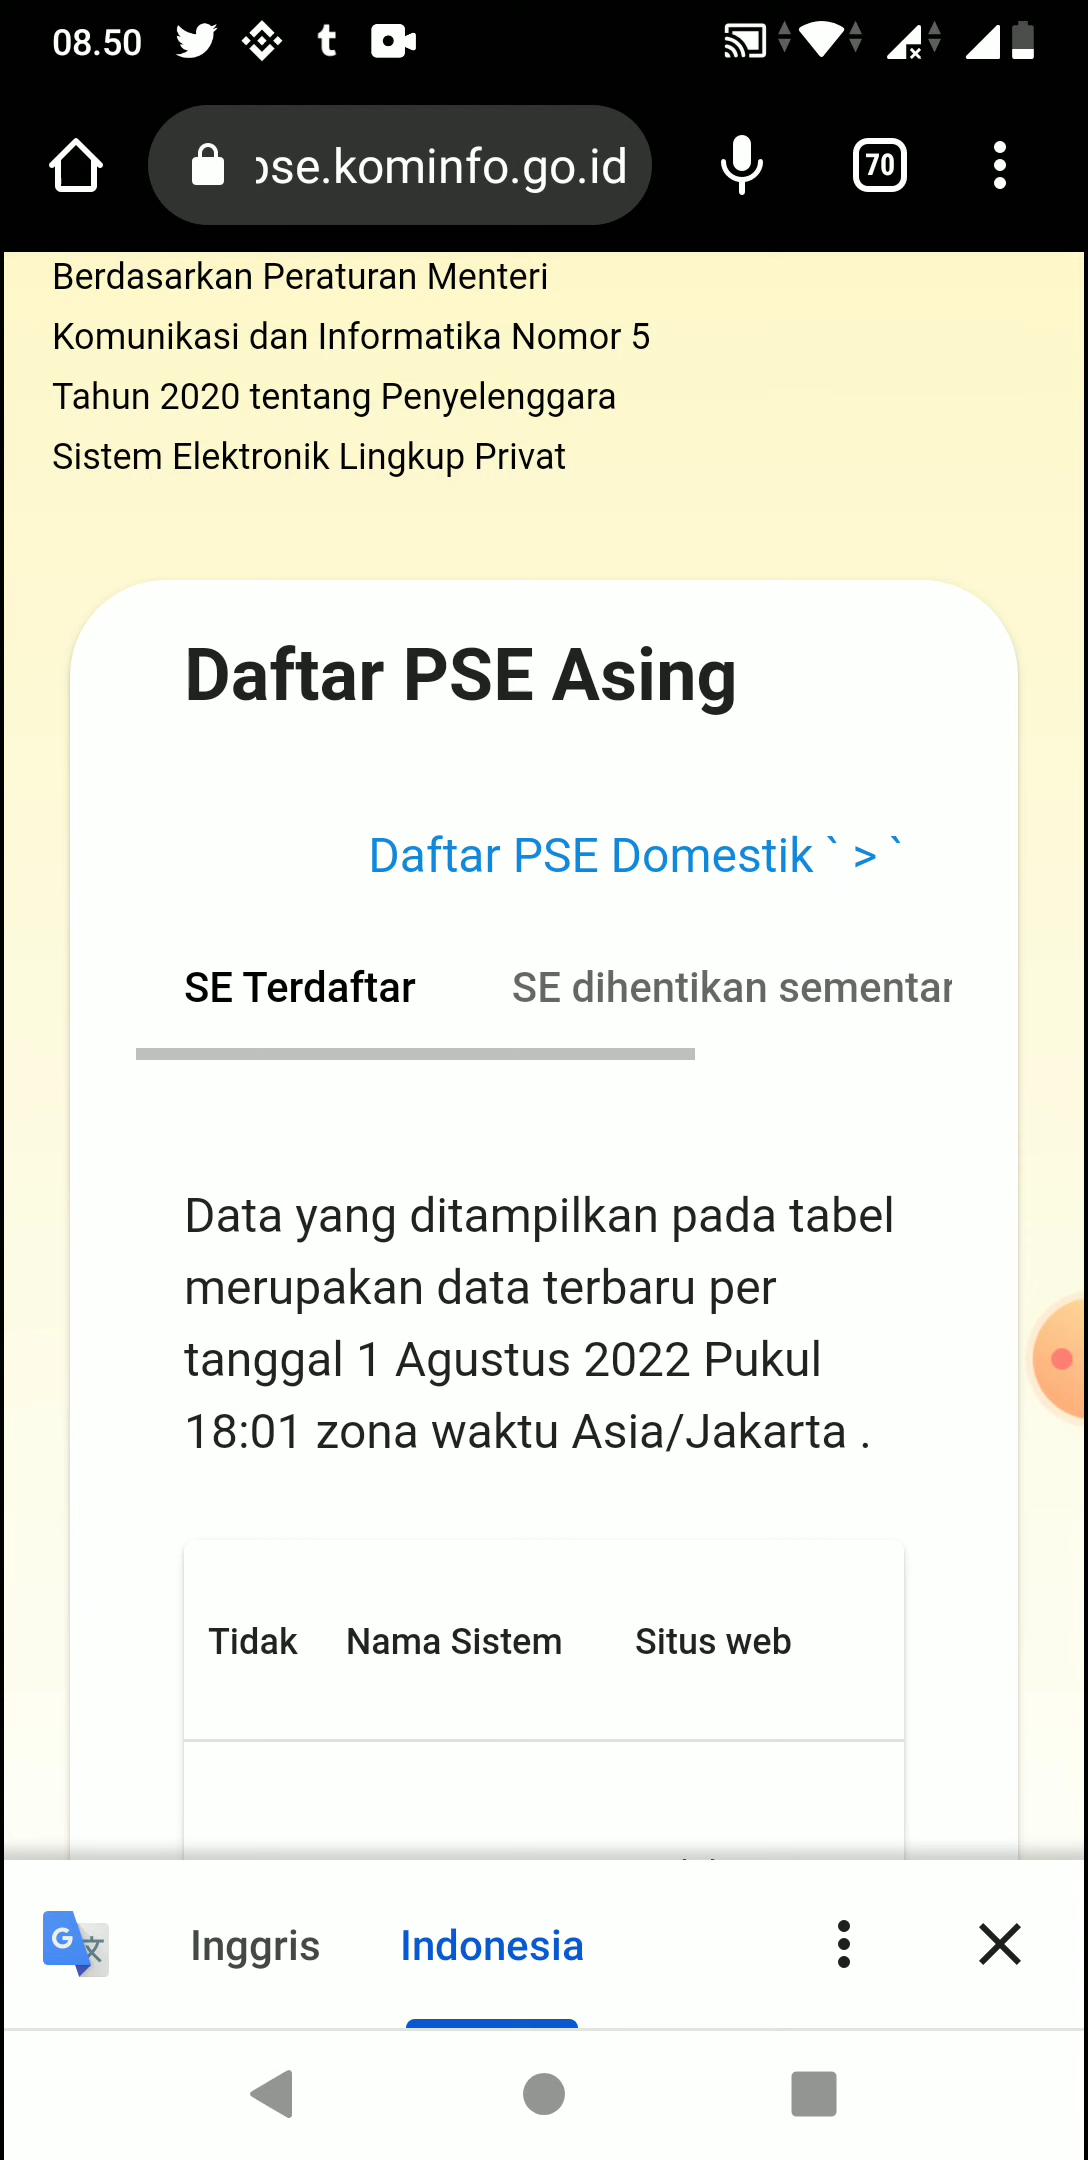 08.50
pse.kominfo.go.id
70
Berdasarkan Peraturan Menteri
Komunikasi dan Informatika Nomor 5
Tahun 2020 tentang Penyelenggara
Sistem Elektronik Lingkup Privat
Daftar PSE Asing
Daftar PSE Domestik ` > `
SE Terdaftar SE dihentikan sementar
Data yang ditampilkan pada tabel
merupakan data terbaru per
tanggal 1 Agustus 2022 Pukul
18:01 zona waktu Asia/Jakarta .
Tidak Nama Sistem Situs web
Inggris Indonesia